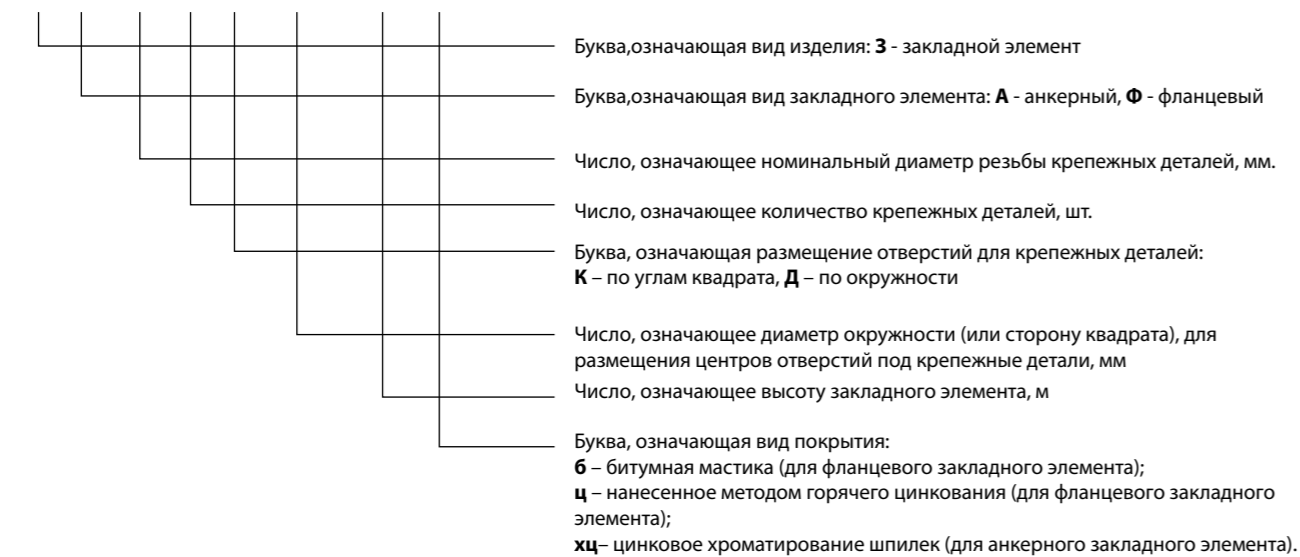 Буква,означающая вид изделия: З - закладной элемент
Буква,означающая вид закладного элемента: А - анкерный, Ф - фланцевый
Число, означающее номинальный диаметр резьбы крепежных деталей, мм.
Число, означающее количество крепежных деталей, шт.
Буква, означающая размещение отверстий для крепежных деталей:
К – по углам квадрата, Д – по окружности
Число, означающее диаметр окружности (или сторону квадрата), для
размещения центров отверстий под крепежные детали, мм
Число, означающее высоту закладного элемента, м
Буква, означающая вид покрытия:
б – битумная мастика (для фланцевого закладного элемента);
ц – нанесенное методом горячего цинкования (для фланцевого закладного
элемента);
хц– цинковое хроматирование шпилек (для анкерного закладного элемента).